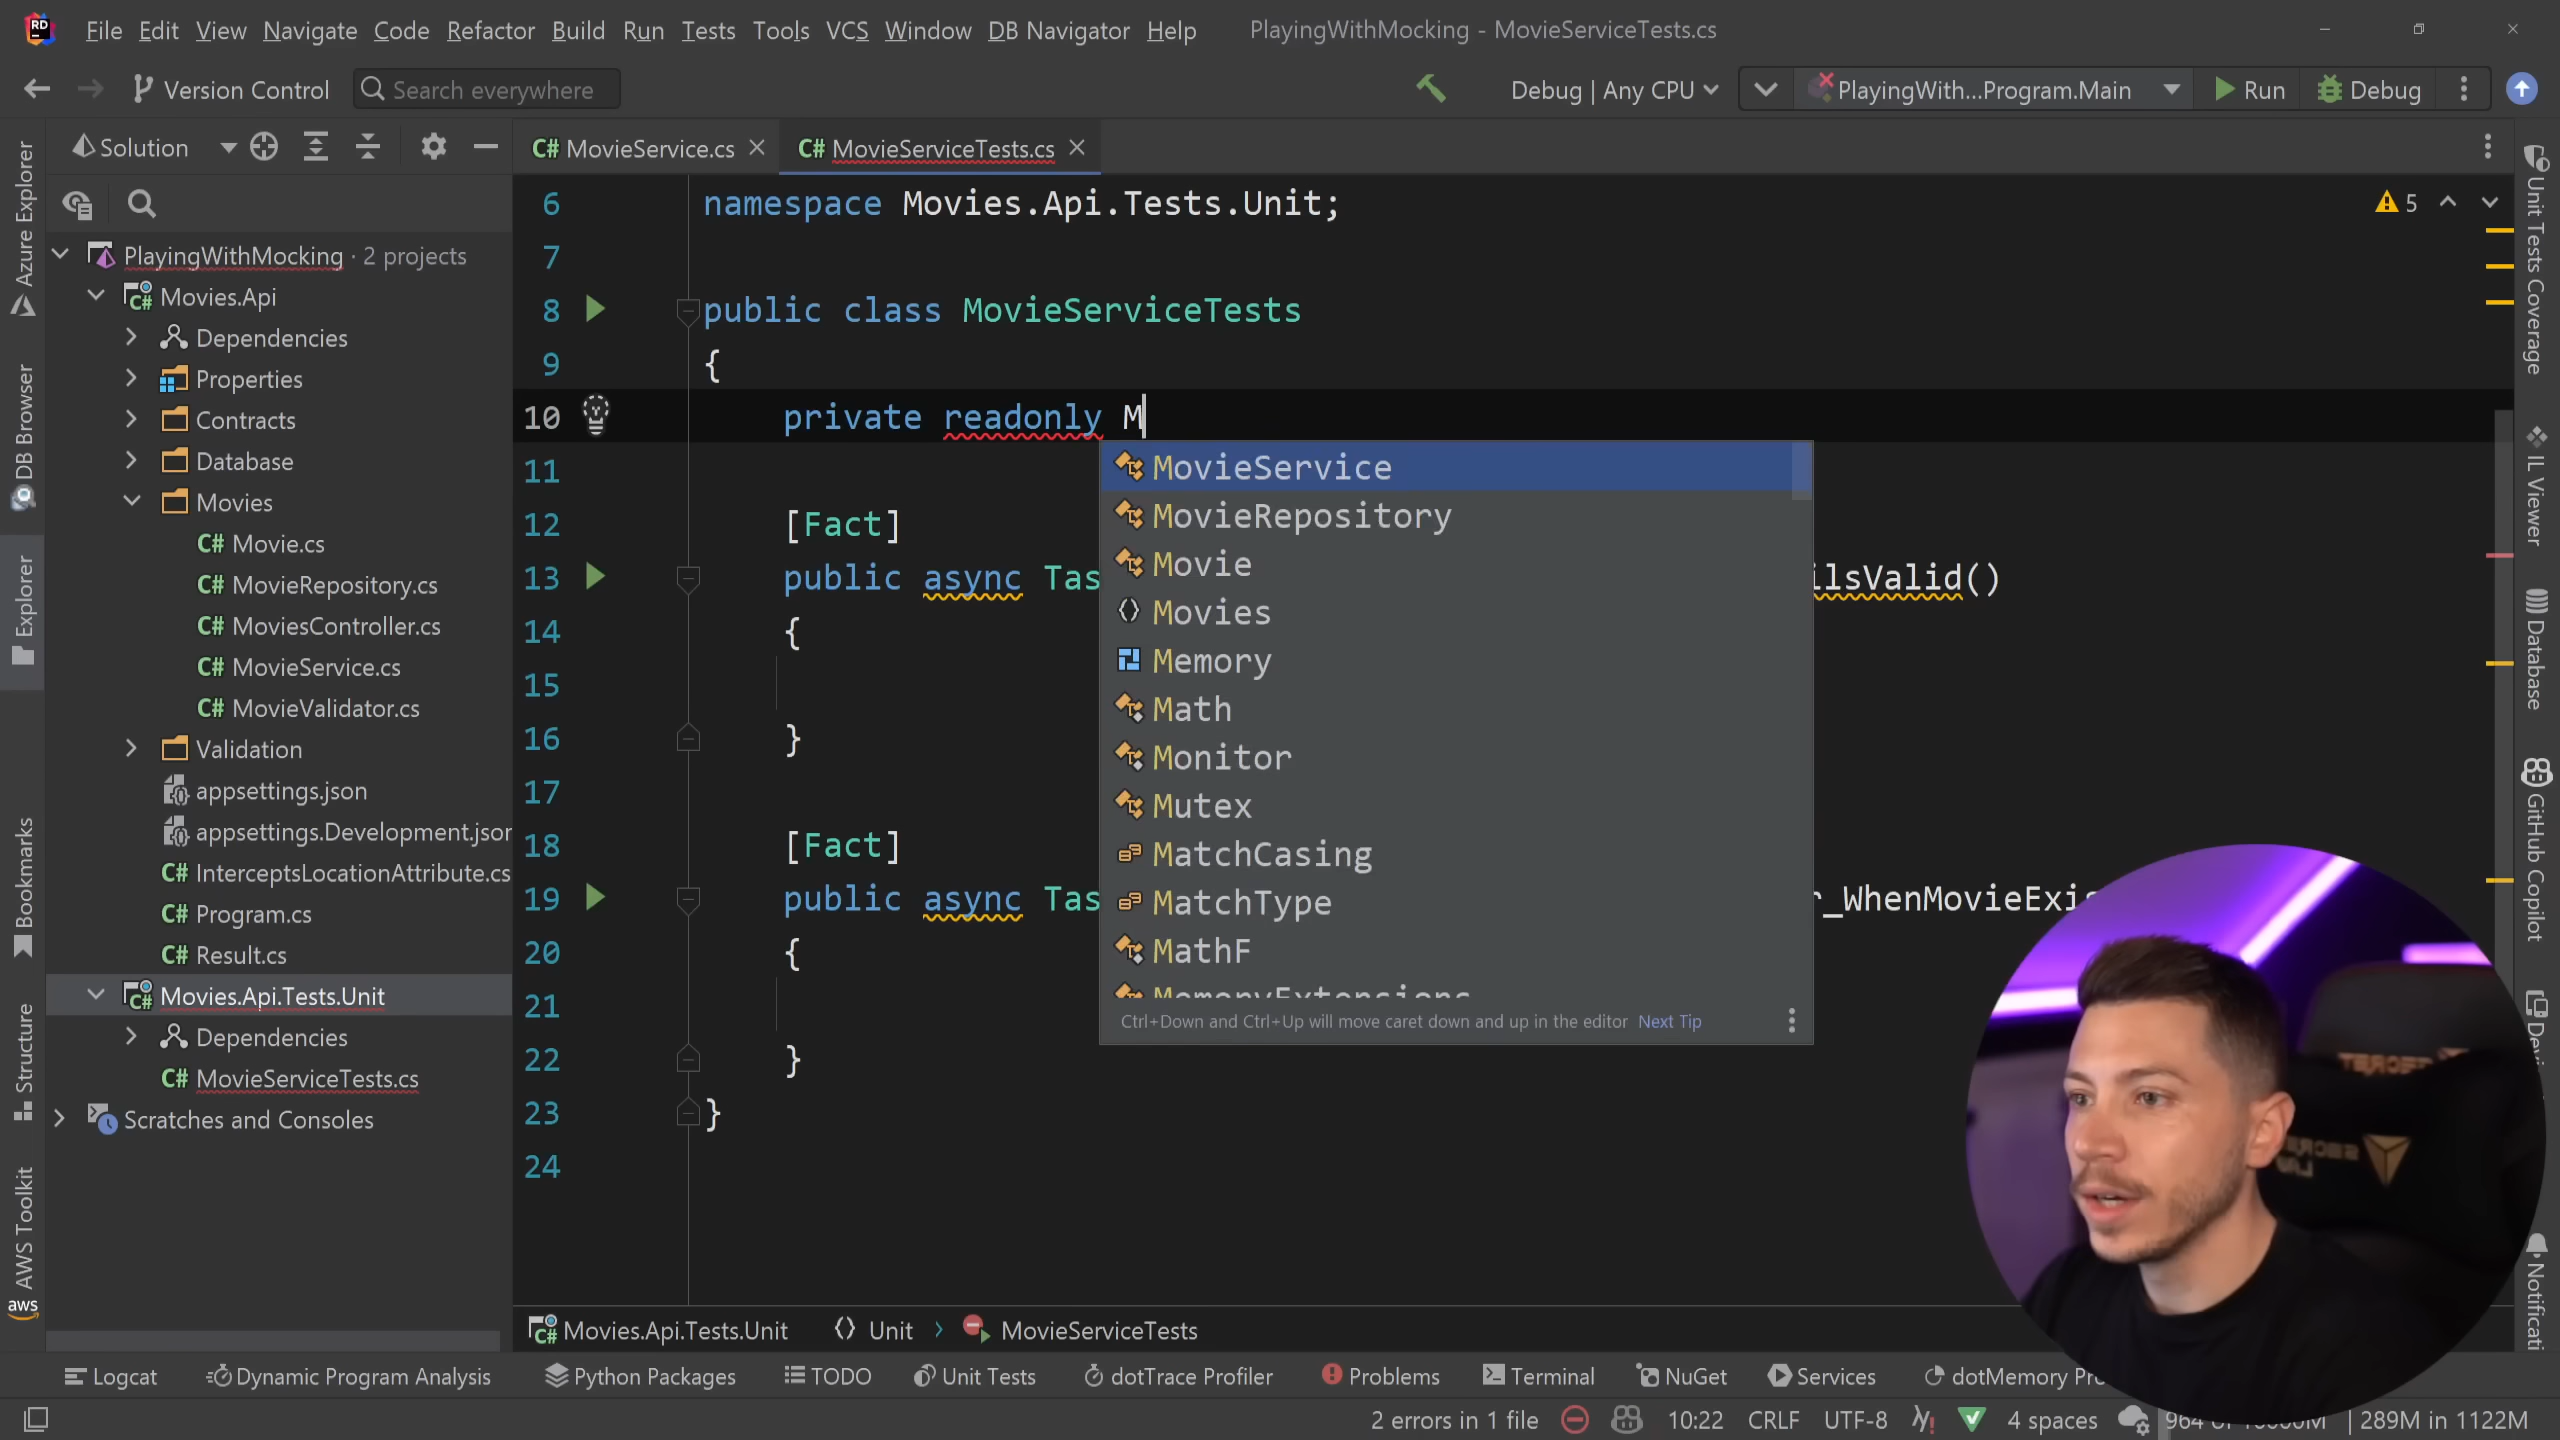 File Edit View Navigate Code Refactor Build Run Tests Tools VCS Window DB Navigator Help PlayingWithMocking - MovieServiceTests.cs
Version Control Search everywhere Debug | Any CPU PlayingWith...Program.Main Run Debug
Solution
MovieService.cs MovieServiceTests.cs
PlayingWithMocking · 2 projects
Movies.Api
Dependencies
Properties
Contracts
Database
Movies
Movie.cs
MovieRepository.cs
MoviesController.cs
MovieService.cs
MovieValidator.cs
Validation
appsettings.json
appsettings.Development.json
InterceptsLocationAttribute.cs
Program.cs
Result.cs
Movies.Api.Tests.Unit
Dependencies
MovieServiceTests.cs
Scratches and Consoles
Azure Explorer
DB Browser
Explorer
Bookmarks
Structure
AWS Toolkit
aws
6 namespace Movies.Api.Tests.Unit;
7
8 public class MovieServiceTests
9 {
10 private readonly M
11
12 [Fact]
13 public async Tas ilsValid()
14 {
15
16 }
17
18 [Fact]
19 public async Tas r_WhenMovieExis
20 {
21
22 }
23 }
24
5
MovieService
MovieRepository
Movie
Movies
Memory
Math
Monitor
Mutex
MatchCasing
MatchType
MathF
MemoryExtensions
Ctrl+Down and Ctrl+Up will move caret down and up in the editor Next Tip
Unit Tests Coverage
IL Viewer
Database
GitHub Copilot
Notificati
Movies.Api.Tests.Unit Unit MovieServiceTests
Logcat Dynamic Program Analysis Python Packages TODO Unit Tests dotTrace Profiler Problems Terminal NuGet Services dotMemory Pro
2 errors in 1 file 10:22 CRLF UTF-8 4 spaces 289M in 1122M